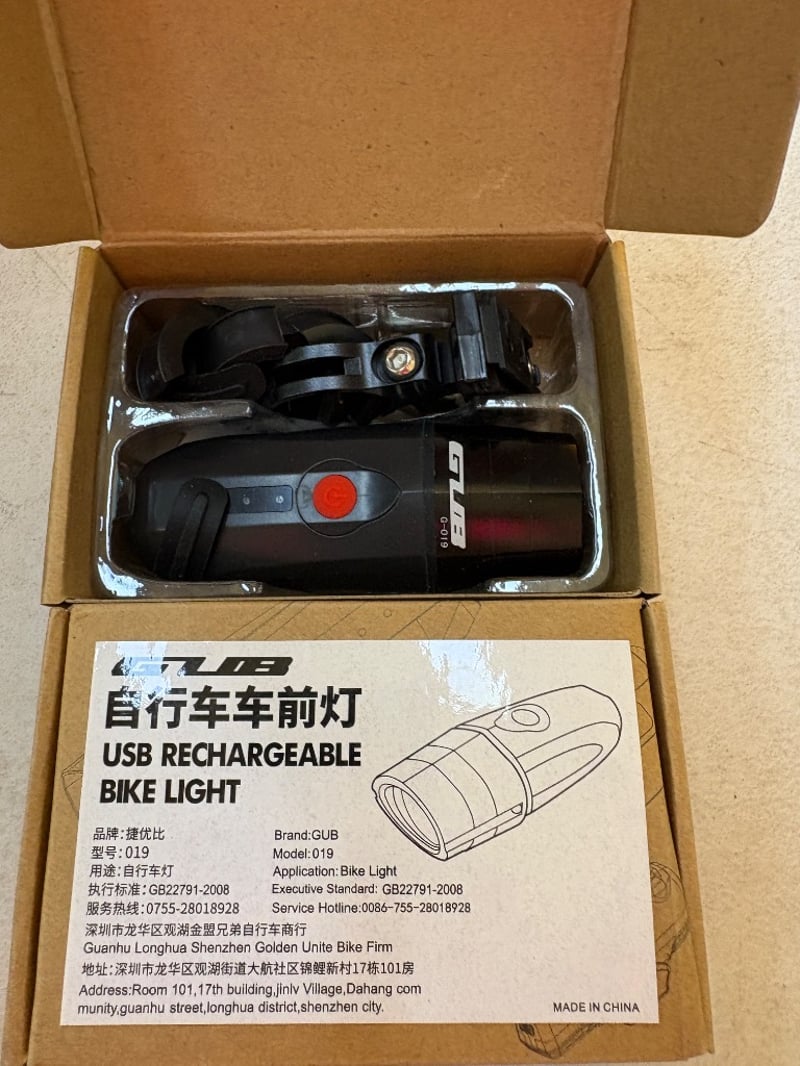 GUB
G-019
GUB
自行车车前灯
USB RECHARGEABLE
BIKE LIGHT
品牌:捷优比
Brand:GUB
型号:019
Model:019
用途:自行车灯
Application:Bike Light
执行标准:GB22791-2008
Executive Standard: GB22791-2008
服务热线:0755-28018928
Service Hotline:0086-755-28018928
深圳市龙华区观湖金盟兄弟自行车商行
Guanhu Longhua Shenzhen Golden Unite Bike Firm
地址:深圳市龙华区观湖街道大航社区锦鲤新村17栋101房
Address:Room 101,17th building,jinlv Village,Dahang com
munity,guanhu street,longhua district,shenzhen city.
MADE IN CHINA